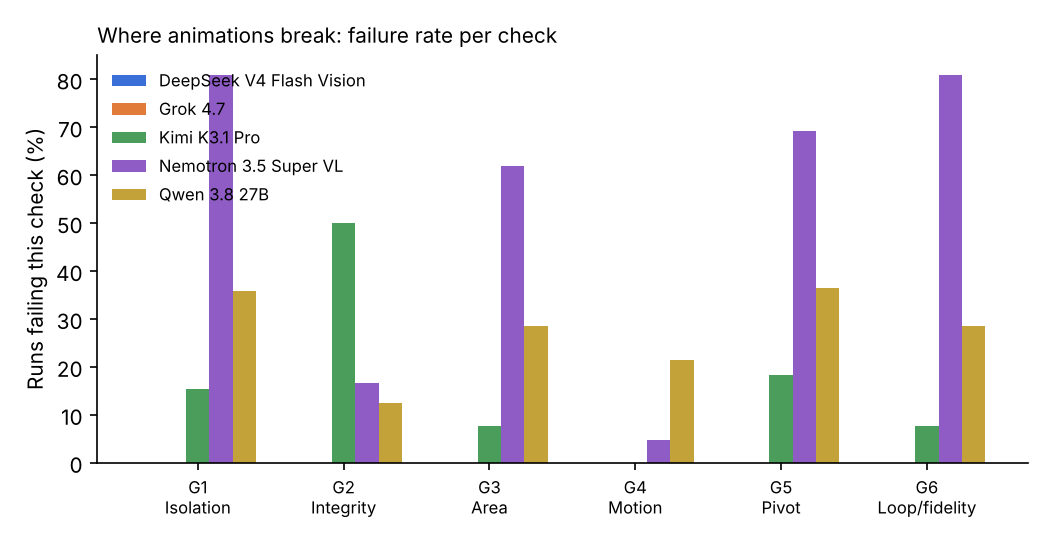 Where animations break: failure rate per check
Runs failing this check (%)
80
70
60
50
40
30
20
10
0
DeepSeek V4 Flash Vision
Grok 4.7
Kimi K3.1 Pro
Nemotron 3.5 Super VL
Qwen 3.8 27B
G1
Isolation
G2
Integrity
G3
Area
G4
Motion
G5
Pivot
G6
Loop/fidelity